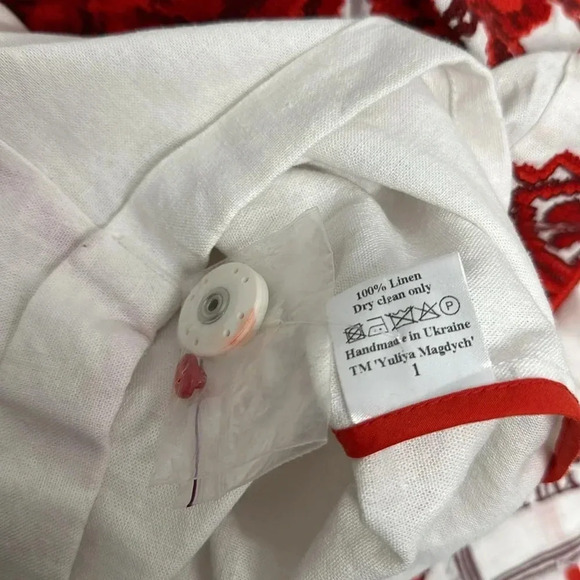 100% Linen
Dry clean only
P
Handmade in Ukraine
TM 'Yuliya Magdych'
1